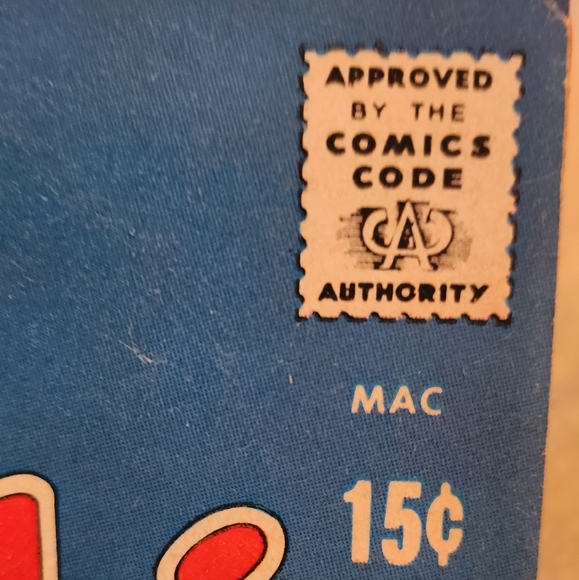 APPROVED
BY THE
COMICS
CODE
CA
AUTHORITY
MAC
15¢